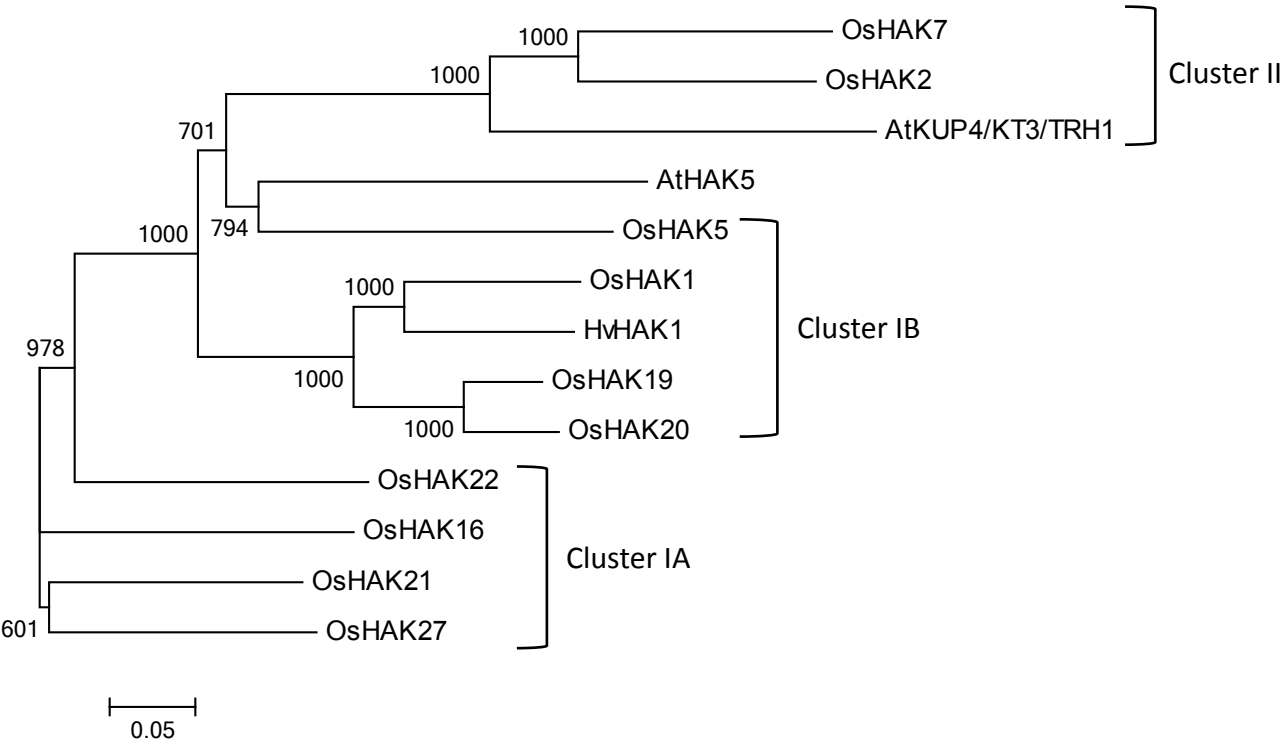 OsHAK7
1000
Cluster II
1000
OsHAK2
701
AtKUP4/KT3/TRH1
AtHAK5
794
OsHAK5
1000
OsHAK1
1000
HvHAK1
Cluster IB
978
1000
OsHAK19
1000
OsHAK20
OsHAK22
OsHAK16
Cluster IA
OsHAK21
601
OsHAK27
0.05